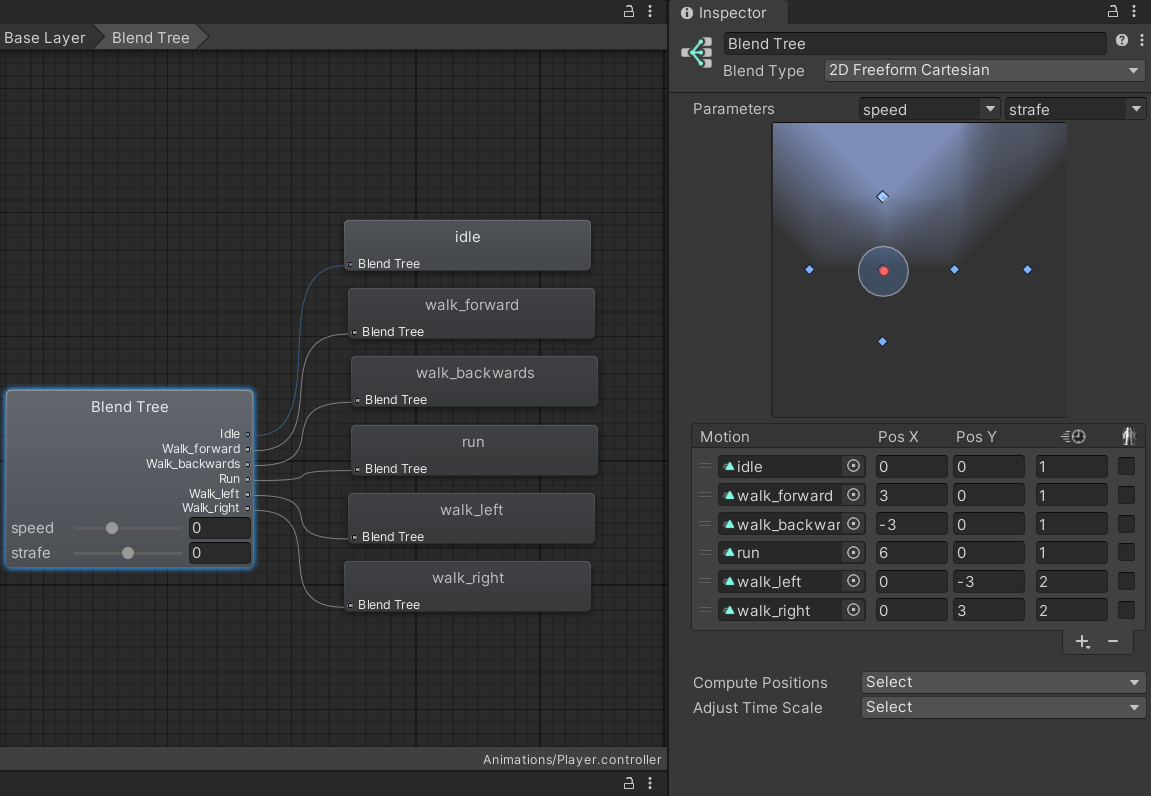 Base Layer Blend Tree
idle
Blend Tree
walk_forward
Blend Tree
walk_backwards
Blend Tree
run
Blend Tree
walk_left
Blend Tree
walk_right
Blend Tree
Blend Tree
Idle
Walk_forward
Walk_backwards
Run
Walk_left
Walk_right
speed 0
strafe 0
Animations/Player.controller
Inspector
Blend Tree
Blend Type 2D Freeform Cartesian
Parameters speed strafe
Motion Pos X Pos Y
idle 0 0 1
walk_forward 3 0 1
walk_backwar -3 0 1
run 6 0 1
walk_left 0 -3 2
walk_right 0 3 2
Compute Positions Select
Adjust Time Scale Select